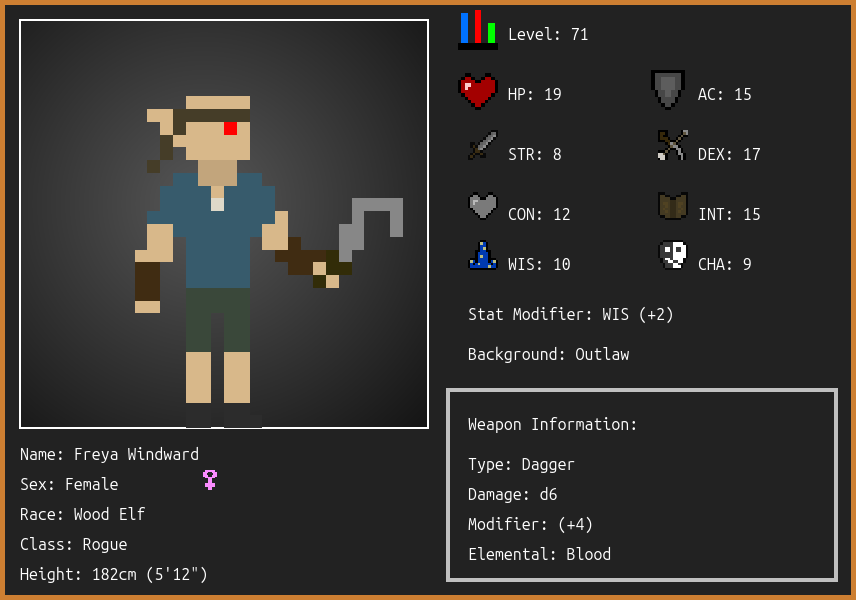 Level: 71
HP: 19
AC: 15
STR: 8
DEX: 17
CON: 12
INT: 15
WIS: 10
CHA: 9
Stat Modifier: WIS (+2)
Background: Outlaw
Weapon Information:
Type: Dagger
Damage: d6
Modifier: (+4)
Elemental: Blood
Name: Freya Windward
Sex: Female
Race: Wood Elf
Class: Rogue
Height: 182cm (5'12")